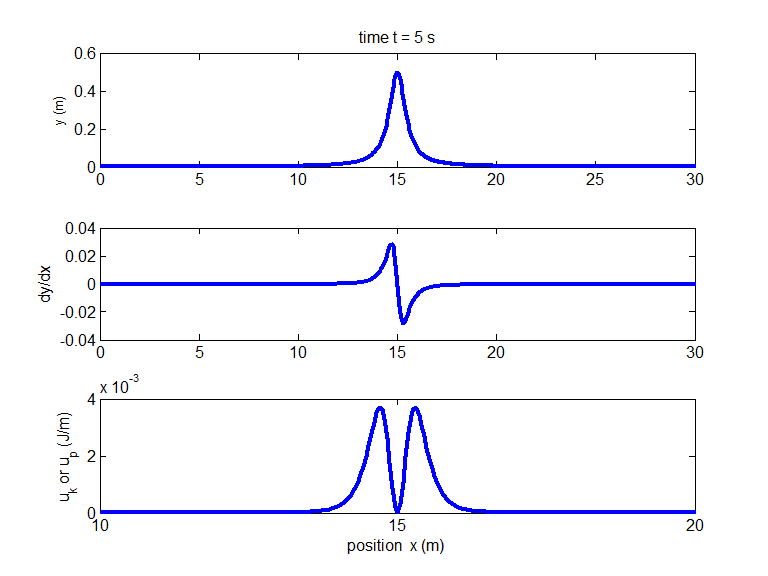 time t = 5 s
y (m)
0.6
0.4
0.2
0
0 5 10 15 20 25 30
dy/dx
0.04
0.02
0
-0.02
-0.04
0 5 10 15 20 30
x 10^-3
u_k or u_p (J/m)
4
2
0
10 15 20
position x (m)